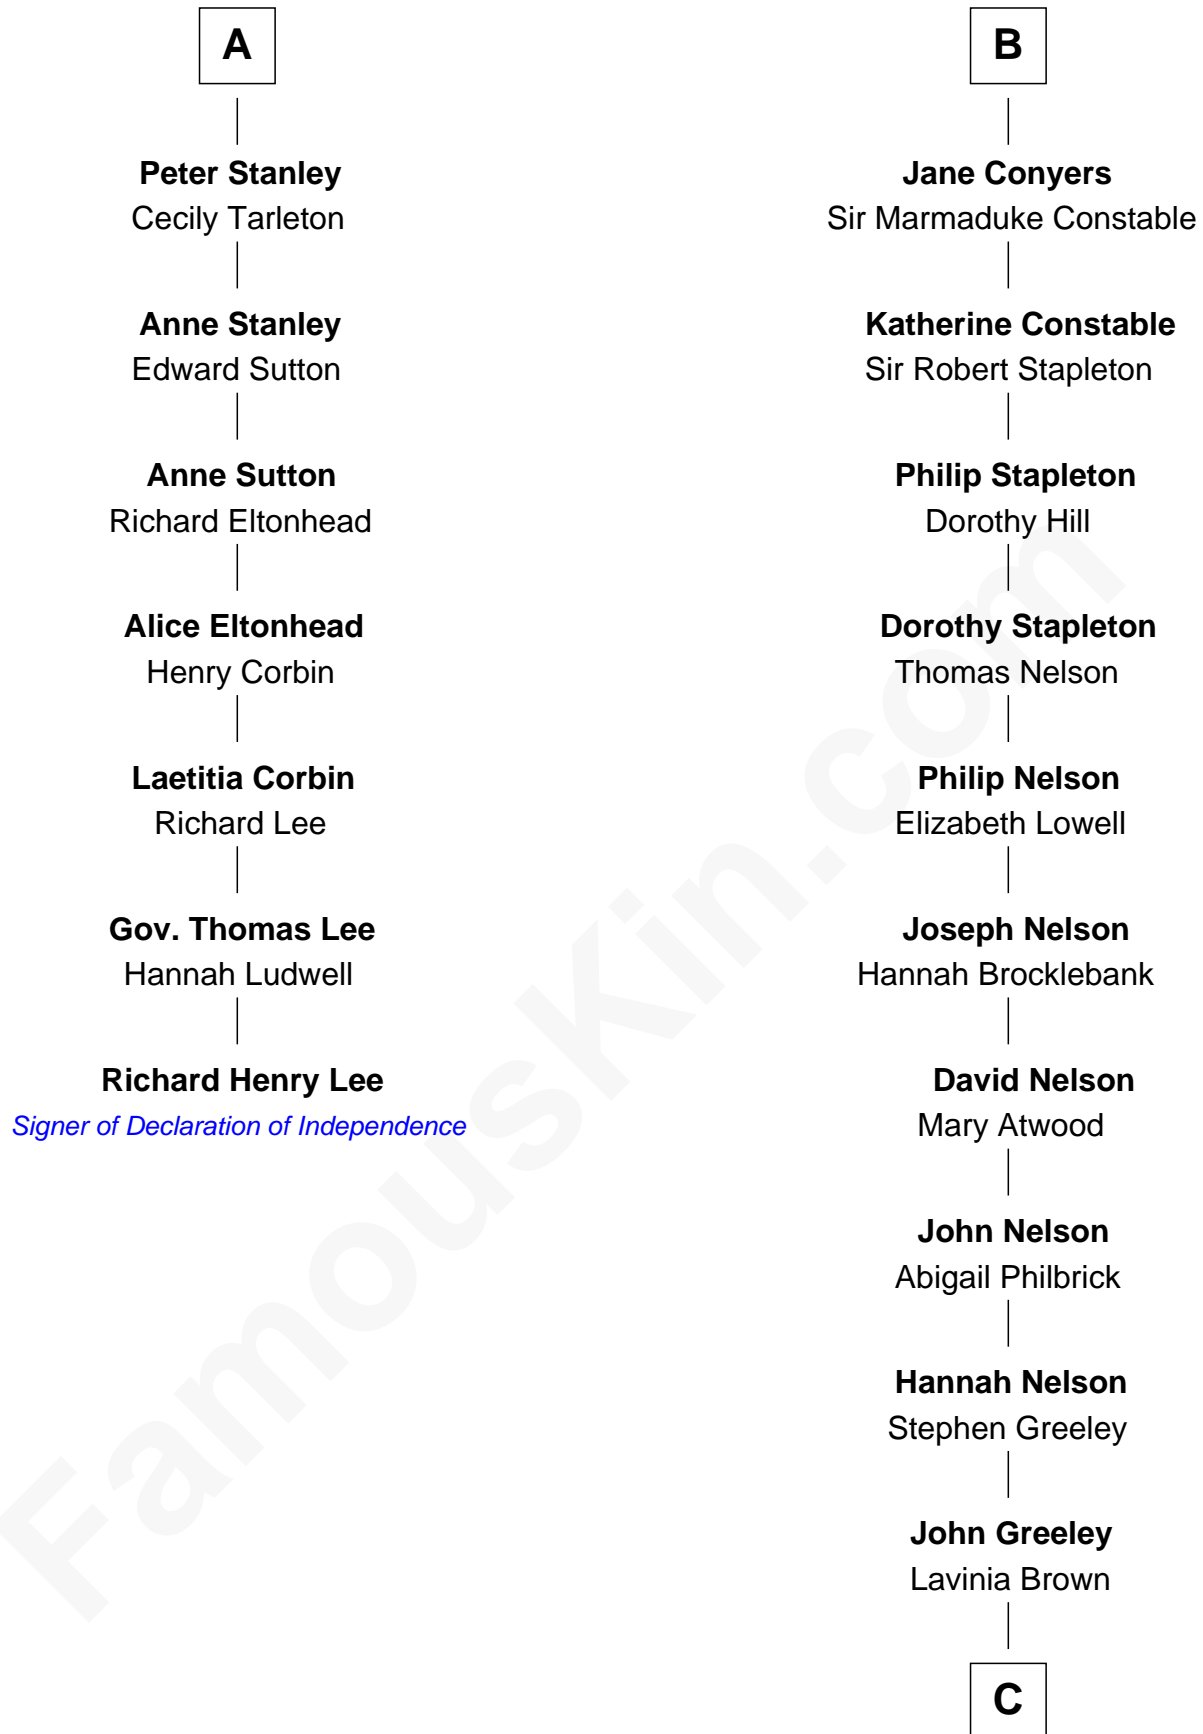 A
Peter Stanley
Cecily Tarleton
Anne Stanley
Edward Sutton
Anne Sutton
Richard Eltonhead
Alice Eltonhead
Henry Corbin
Laetitia Corbin
Richard Lee
Gov. Thomas Lee
Hannah Ludwell
Richard Henry Lee
Signer of Declaration of Independence
B
Jane Conyers
Sir Marmaduke Constable
Katherine Constable
Sir Robert Stapleton
Philip Stapleton
Dorothy Hill
Dorothy Stapleton
Thomas Nelson
Philip Nelson
Elizabeth Lowell
Joseph Nelson
Hannah Brocklebank
David Nelson
Mary Atwood
John Nelson
Abigail Philbrick
Hannah Nelson
Stephen Greeley
John Greeley
Lavinia Brown
C
FamousKin.com